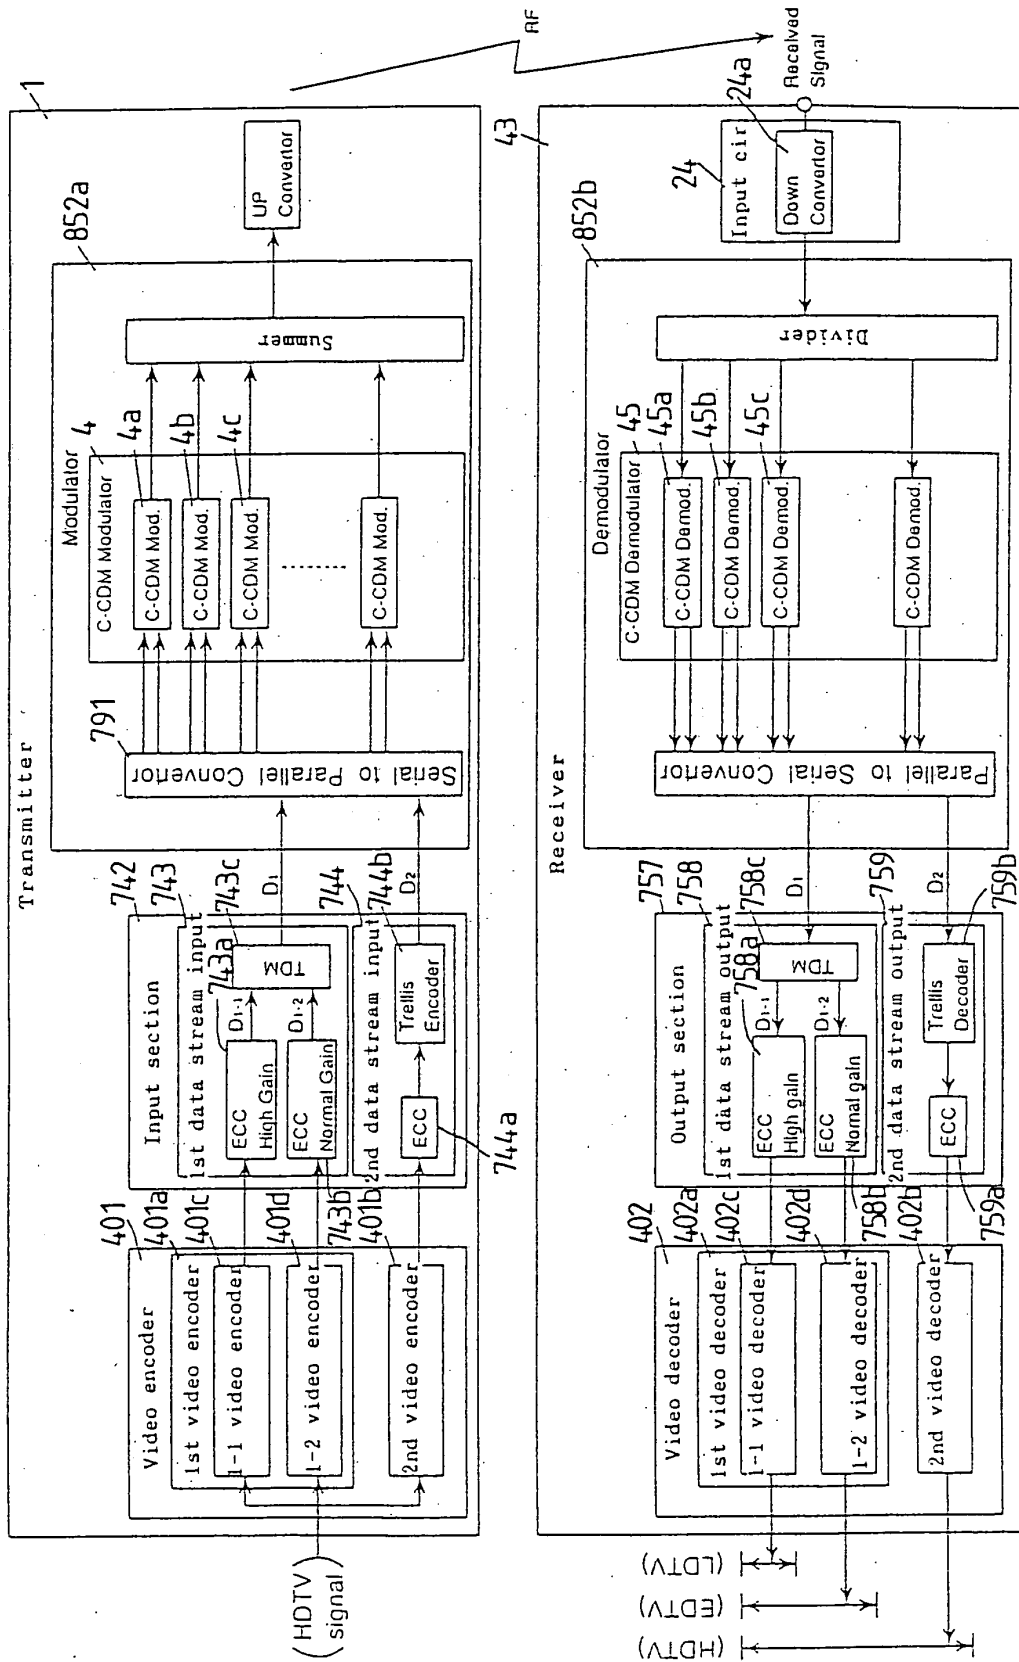 Transmitter
1
(HDTV signal)
Video encoder
401
1st video encoder
401a
1-1 video encoder
401c
1-2 video encoder
401d
2nd video encoder
401b
Input section
742
1st data stream input
743
743a
ECC
High Gain
743b
ECC
Normal Gain
D1-1
D1-2
TDM
743c
2nd data stream input
744
ECC
744a
Trellis
Encoder
744b
D1
D2
Modulator
852a
Serial to Parallel Convertor
791
C-CDM Modulator
4
C-CDM Mod.
4a
C-CDM Mod.
4b
C-CDM Mod.
4c
C-CDM Mod.
Summer
UP
Convertor
RF
Receiver
43
Received
Signal
Input cir
24
Down
Convertor
24a
Demodulator
852b
Divider
C-CDM Demodulator
45
C-CDM Demod.
45a
C-CDM Demod.
45b
C-CDM Demod.
45c
C-CDM Demod.
Parallel to Serial Convertor
D1
D2
Output section
757
1st data stream output
758
758a
758c
TDM
D1-1
D1-2
ECC
High gain
ECC
Normal gain
758b
2nd data stream output
759
Trellis
Decoder
759b
ECC
759a
Video decoder
402
1st video decoder
402a
1-1 video decoder
402c
1-2 video decoder
402d
2nd video decoder
402b
(LDTV)
(EDTV)
(HDTV)